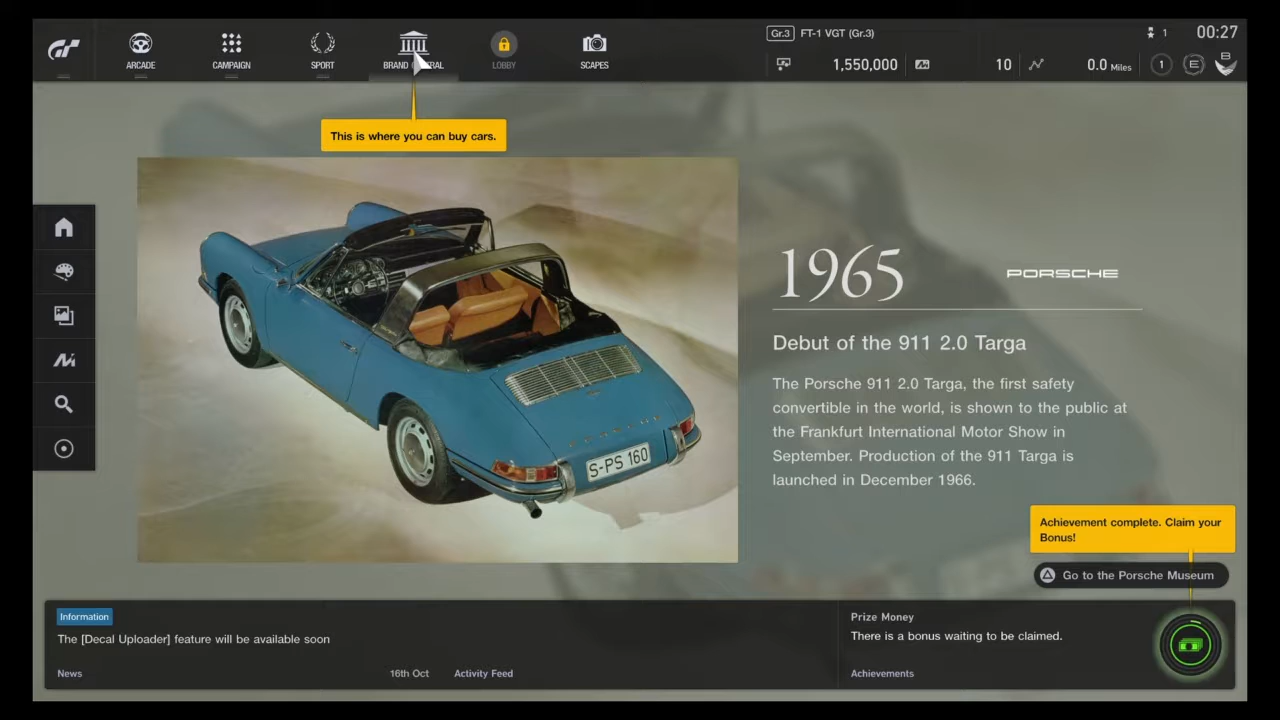 GT
ARCADE
CAMPAIGN
SPORT
BRAND CENTRAL
LOBBY
SCAPES
Gr.3 FT-1 VGT (Gr.3)
1
00:27
1,550,000
10
0.0 Miles
1
E
B
This is where you can buy cars.
1965
PORSCHE
Debut of the 911 2.0 Targa
The Porsche 911 2.0 Targa, the first safety
convertible in the world, is shown to the public at
the Frankfurt International Motor Show in
September. Production of the 911 Targa is
launched in December 1966.
PORSCHE
S-PS 160
Achievement complete. Claim your
Bonus!
Go to the Porsche Museum
Information
The [Decal Uploader] feature will be available soon
News
16th Oct
Activity Feed
Prize Money
There is a bonus waiting to be claimed.
Achievements